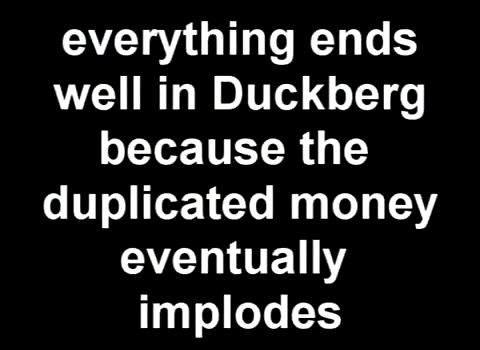 everything ends
well in Duckberg
because the
duplicated money
eventually
implodes